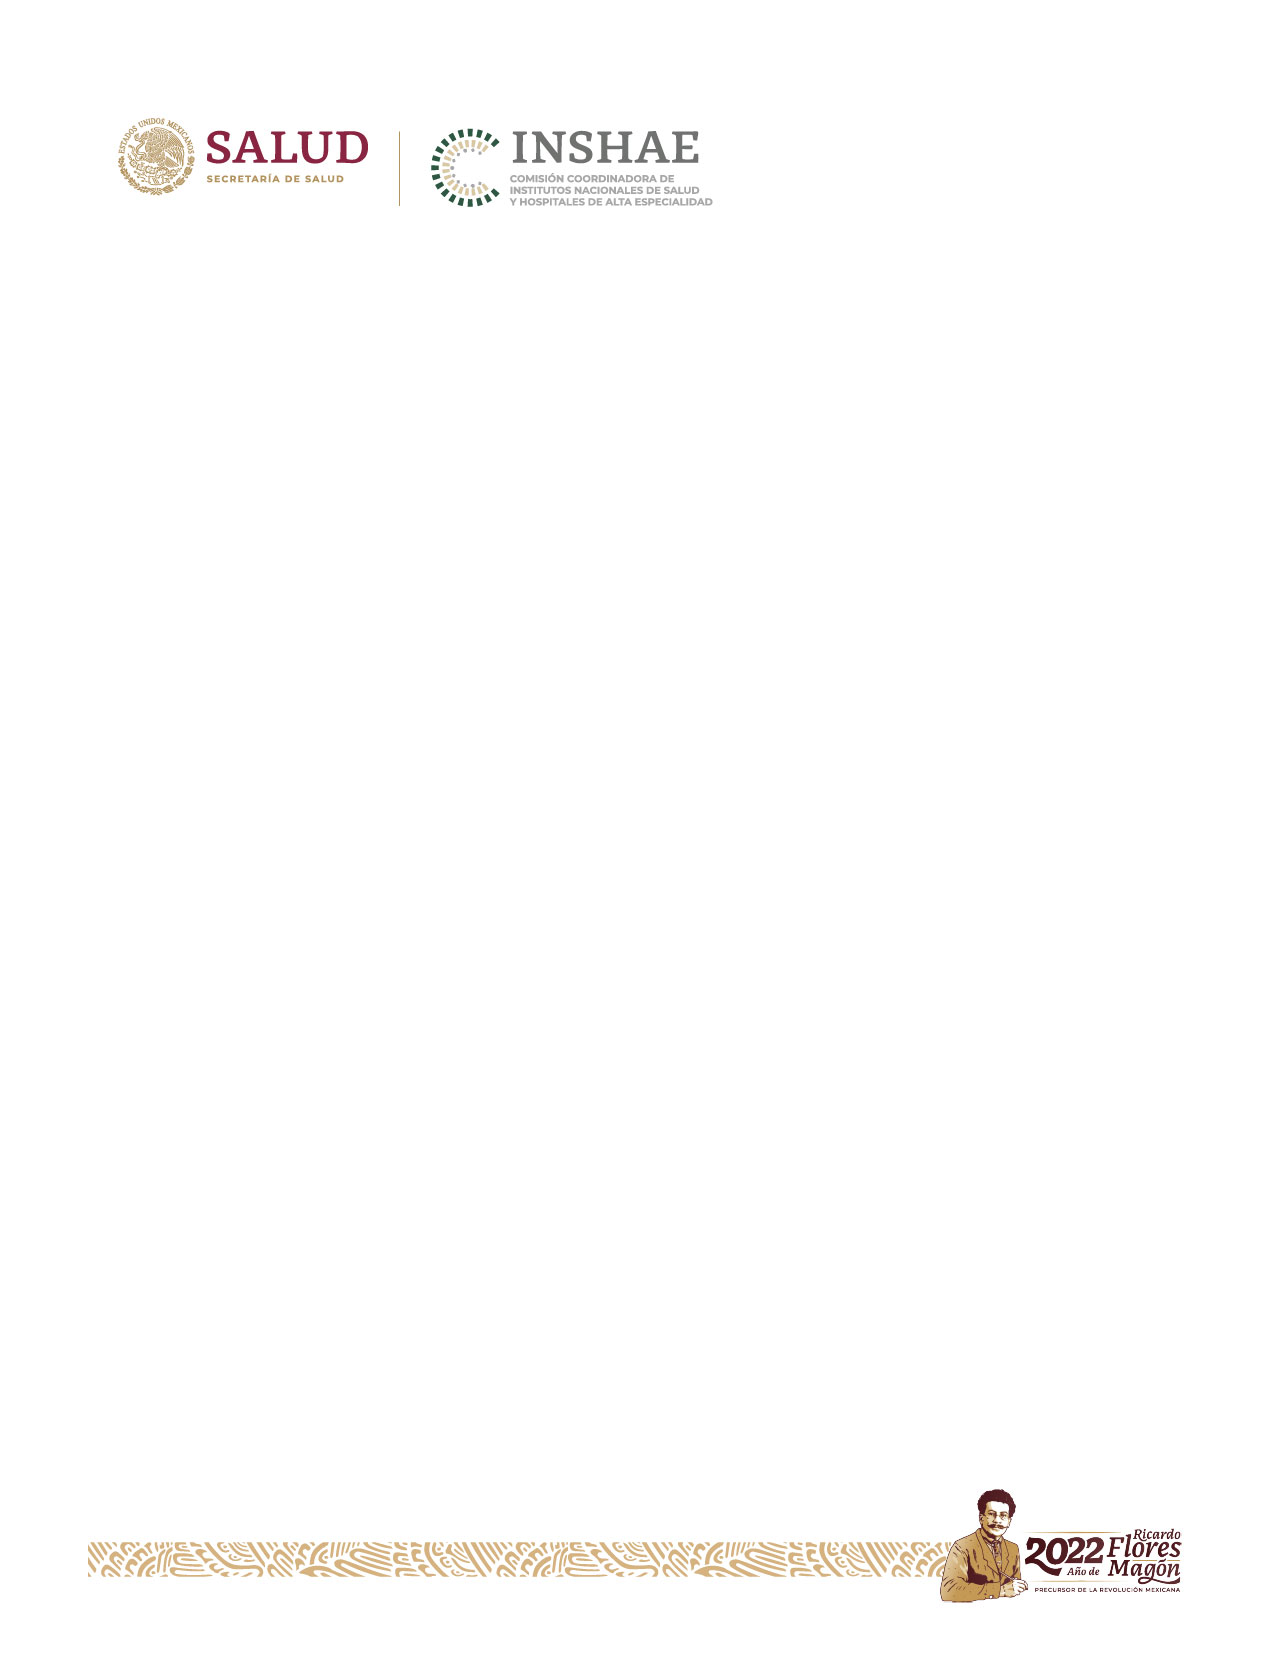 ESTADOS UNIDOS MEXICANOS
SALUD
SECRETARÍA DE SALUD
CINSHAE
COMISIÓN COORDINADORA DE
INSTITUTOS NACIONALES DE SALUD
Y HOSPITALES DE ALTA ESPECIALIDAD
2022 Ricardo
Flores
Año de Magón
PRECURSOR DE LA REVOLUCIÓN MEXICANA